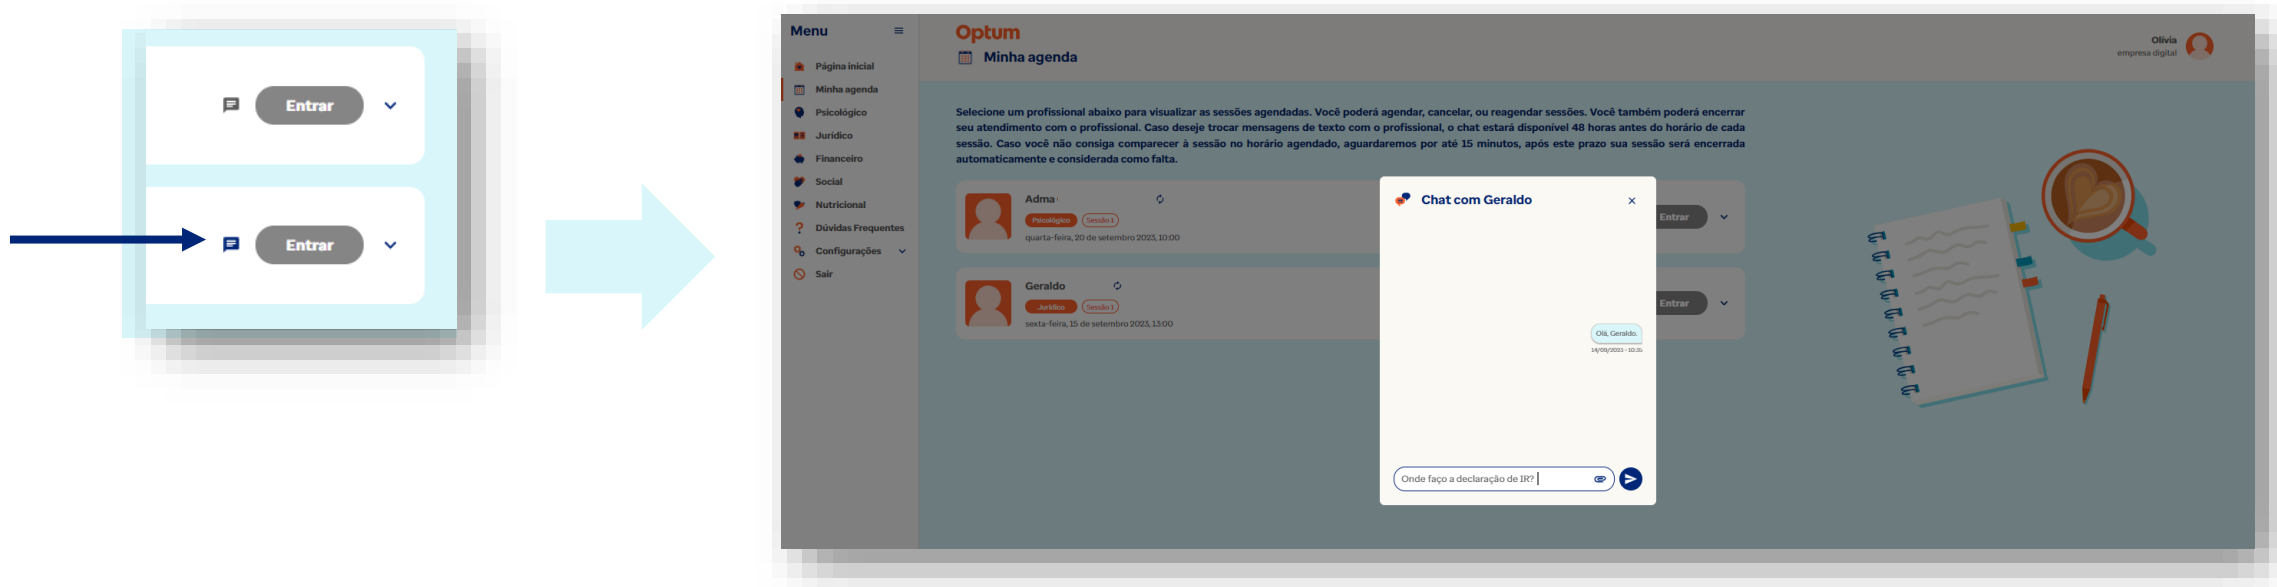 Entrar
Entrar
Menu
Página inicial
Minha agenda
Psicológico
Jurídico
Financeiro
Social
Nutricional
Dúvidas Frequentes
Configurações
Sair
Optum
Minha agenda
Olívia
empresa digital
Selecione um profissional abaixo para visualizar as sessões agendadas. Você poderá agendar, cancelar, ou reagendar sessões. Você também poderá encerrar
seu atendimento com o profissional. Caso deseje trocar mensagens de texto com o profissional, o chat estará disponível 48 horas antes do horário de cada
sessão. Caso você não consiga comparecer à sessão no horário agendado, aguardaremos por até 15 minutos, após este prazo sua sessão será encerrada
automaticamente e considerada como falta.
Adma
Psicológico Sessão 1
quarta-feira, 20 de setembro 2023, 10:00
Entrar
Geraldo
Jurídico Sessão 1
sexta-feira, 15 de setembro 2023, 13:00
Entrar
Chat com Geraldo
Olá, Geraldo.
14/09/2023 - 10:35
Onde faço a declaração de IR?